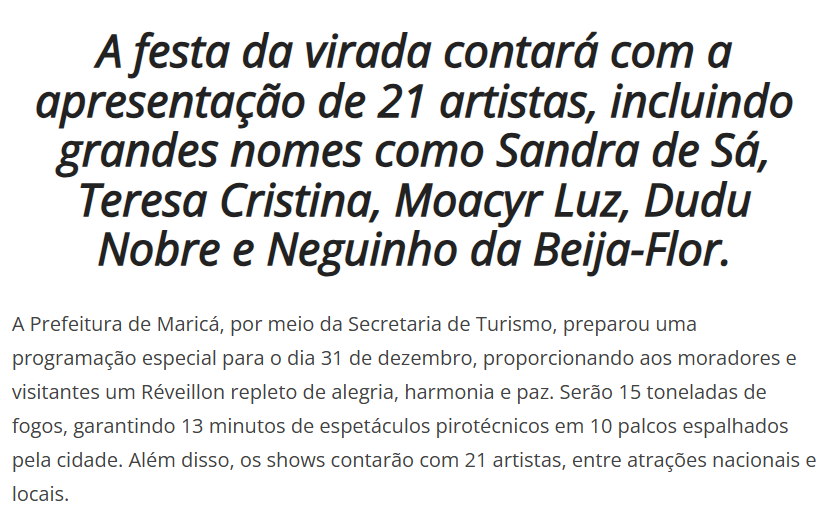 A festa da virada contará com a
apresentação de 21 artistas, incluindo
grandes nomes como Sandra de Sá,
Teresa Cristina, Moacyr Luz, Dudu
Nobre e Neguinho da Beija-Flor.
A Prefeitura de Maricá, por meio da Secretaria de Turismo, preparou uma
programação especial para o dia 31 de dezembro, proporcionando aos moradores e
visitantes um Réveillon repleto de alegria, harmonia e paz. Serão 15 toneladas de
fogos, garantindo 13 minutos de espetáculos pirotécnicos em 10 palcos espalhados
pela cidade. Além disso, os shows contarão com 21 artistas, entre atrações nacionais e
locais.